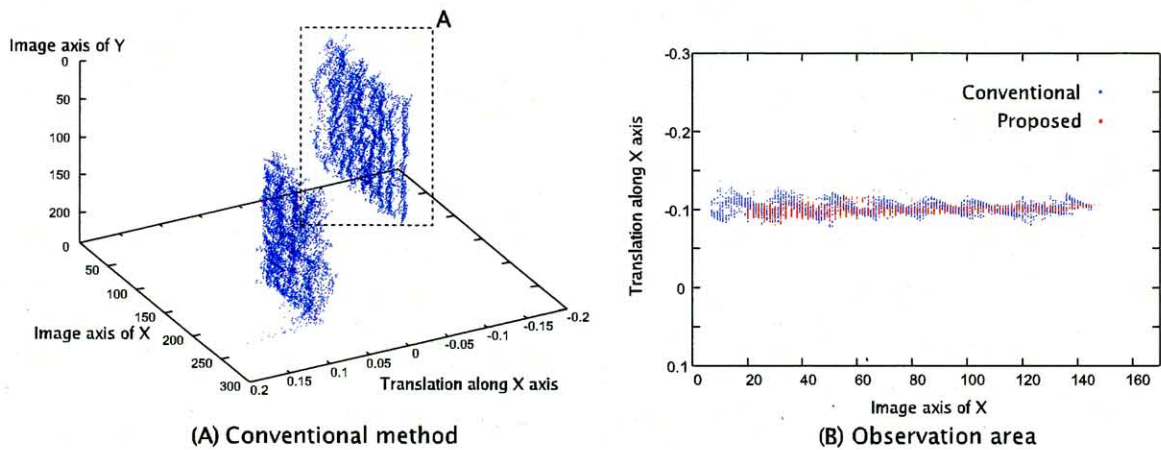 A
Image axis of Y
0
50
100
150
200
0
50
100
150
200
250
300
Image axis of X
0.2
0.15
0.1
0.05
0
-0.05
-0.1
-0.15
-0.2
Translation along X axis
(A) Conventional method
-0.3
-0.2
-0.1
0
0.1
Translation along X axis
Conventional
Proposed
0 20 40 60 80 100 120 140 160
Image axis of X
(B) Observation area